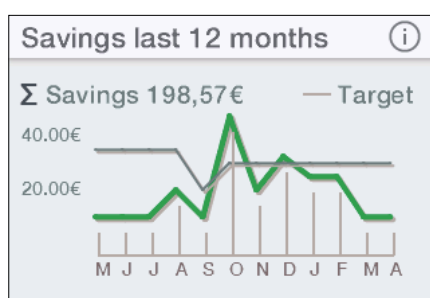 Savings last 12 months i
Σ Savings 198,57€ Target
40.00€
20.00€
M J J A S O N D J F M A